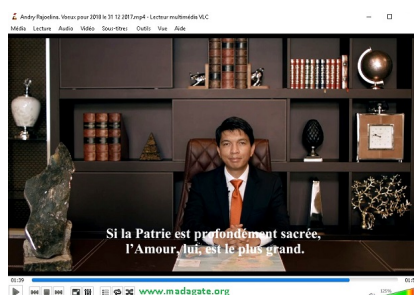 Andry Rajoelina, Voeux pour 2018 le 31 12 2017.mp4 - Lecteur multimédia VLC
Média Lecture Audio Vidéo Sous-titres Outils Vue Aide
Si la Patrie est profondément sacrée,
l'Amour, lui, est le plus grand.
01:39
www.madagate.org
125%